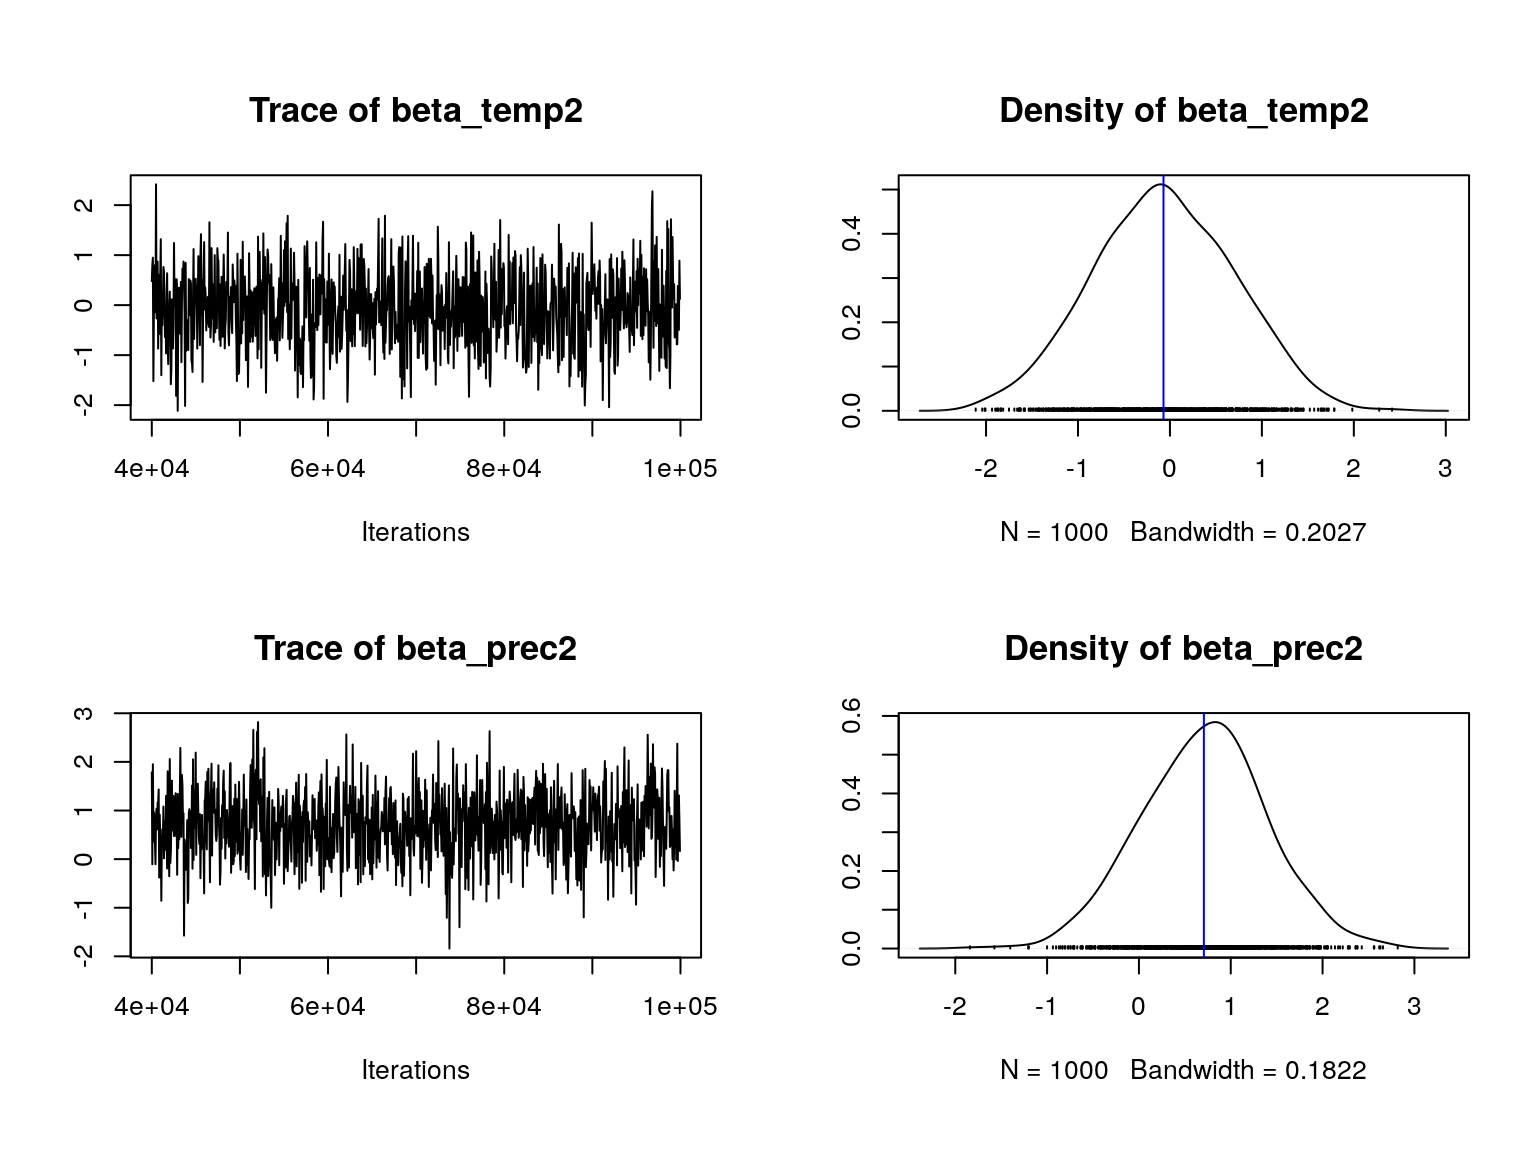 Trace of beta_temp2
2
1
0
-1
-2
4e+04 6e+04 8e+04 1e+05
Iterations
Density of beta_temp2
0.4
0.2
0.0
-2 -1 0 1 2 3
N = 1000 Bandwidth = 0.2027
Trace of beta_prec2
3
2
1
0
-1
-2
4e+04 6e+04 8e+04 1e+05
Iterations
Density of beta_prec2
0.6
0.4
0.2
0.0
-2 -1 0 1 2 3
N = 1000 Bandwidth = 0.1822